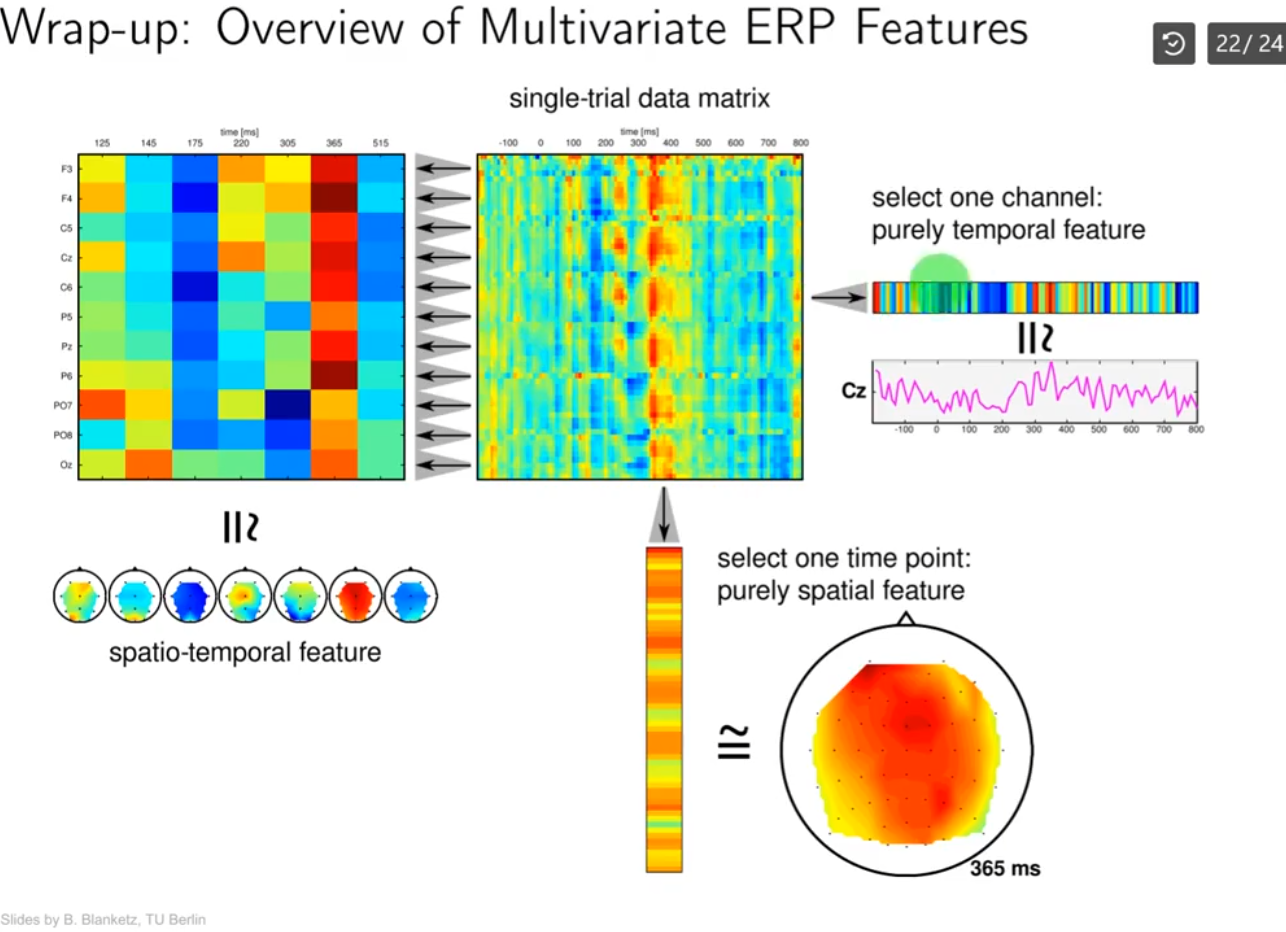 Wrap-up: Overview of Multivariate ERP Features
22/ 24
single-trial data matrix
time [ms]
125 145 175 220 305 365 515
F3
F4
C5
Cz
C6
P5
Pz
P6
PO7
PO8
Oz
time [ms]
-100 0 100 200 300 400 500 600 700 800
select one channel:
purely temporal feature
Cz
-100 0 100 200 300 400 500 600 700 800
spatio-temporal feature
select one time point:
purely spatial feature
365 ms
Slides by B. Blanketz, TU Berlin